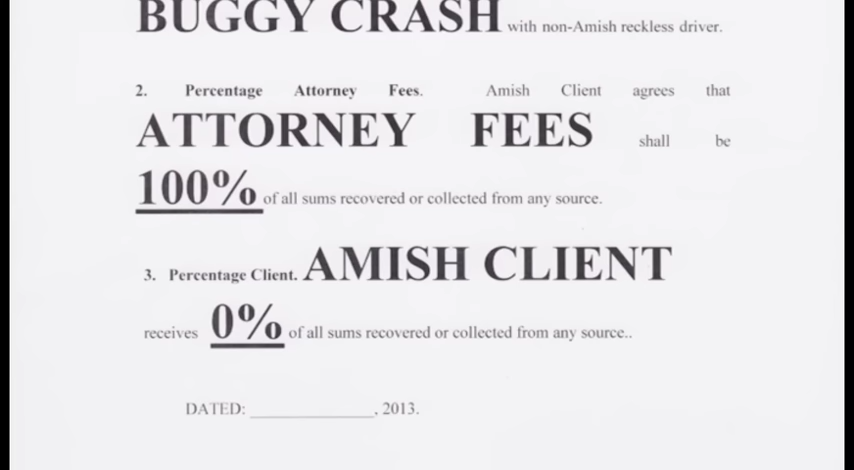 BUGGY CRASH with non-Amish reckless driver.
2. Percentage Attorney Fees. Amish Client agrees that
ATTORNEY FEES shall be
100% of all sums recovered or collected from any source.
3. Percentage Client. AMISH CLIENT
receives 0% of all sums recovered or collected from any source..
DATED: ______________, 2013.